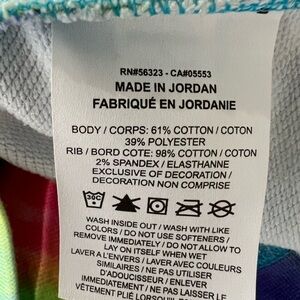 RN#56323 - CA#05553
MADE IN JORDAN
FABRIQUÉ EN JORDANIE
BODY / CORPS: 61% COTTON / COTON
39% POLYESTER
RIB / BORD COTE: 98% COTTON / COTON
2% SPANDEX / ELASTHANNE
EXCLUSIVE OF DECORATION /
DECORATION NON COMPRISE
30C
WASH INSIDE OUT / WASH WITH LIKE
COLORS / DO NOT USE SOFTENERS /
REMOVE IMMEDIATELY / DO NOT ALLOW TO
LAY ON ITSELF WHEN WET
LAVER A L'ENVERS / LAVER AVEC COULEURS
SIMILAIRES / NE PAS UTILISER
D'ADOUCISSEUR / ENLEVER
IMMEDIATEMENT / NE PAS LAISSER LE
VÊTEMENT PLIÉ